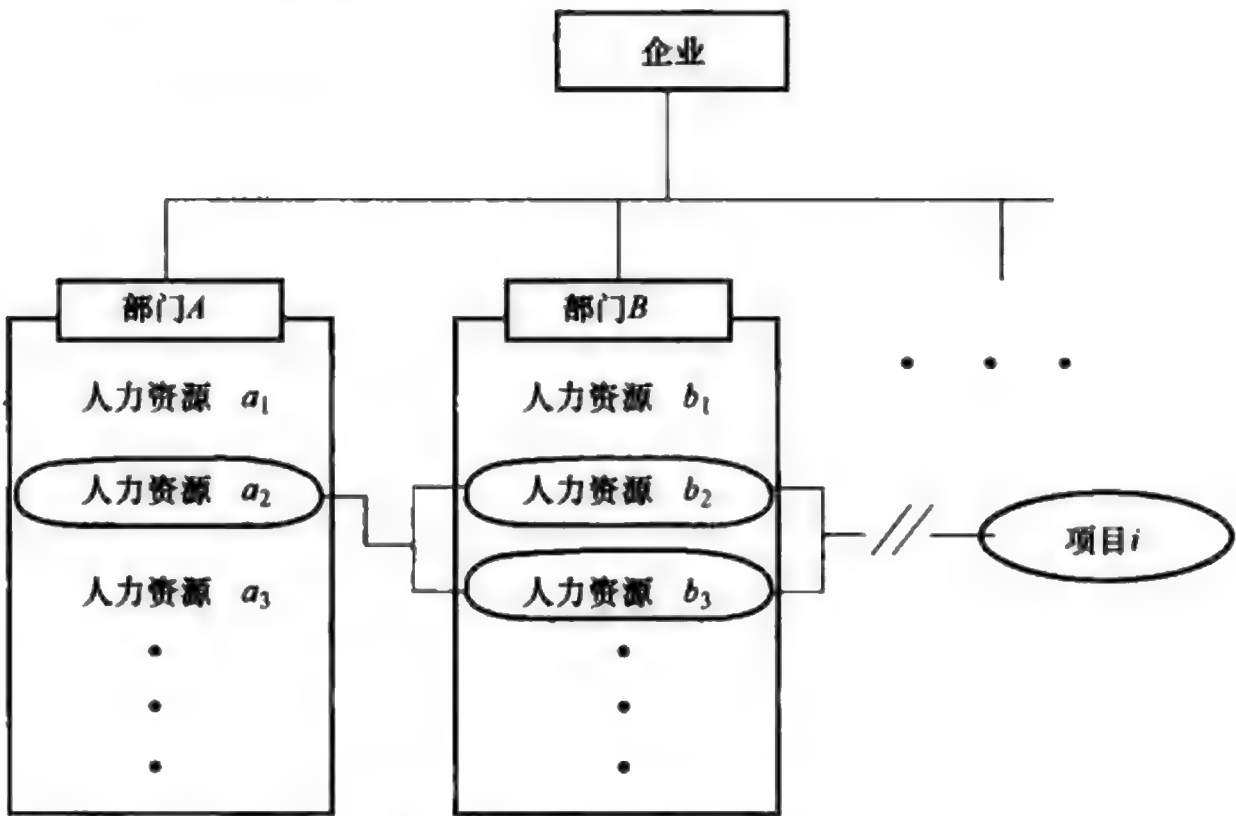 企业
部门A
部门B
人力资源 a₁
人力资源 b₁
人力资源 a₂
人力资源 b₂
项目i
人力资源 a₃
人力资源 b₃